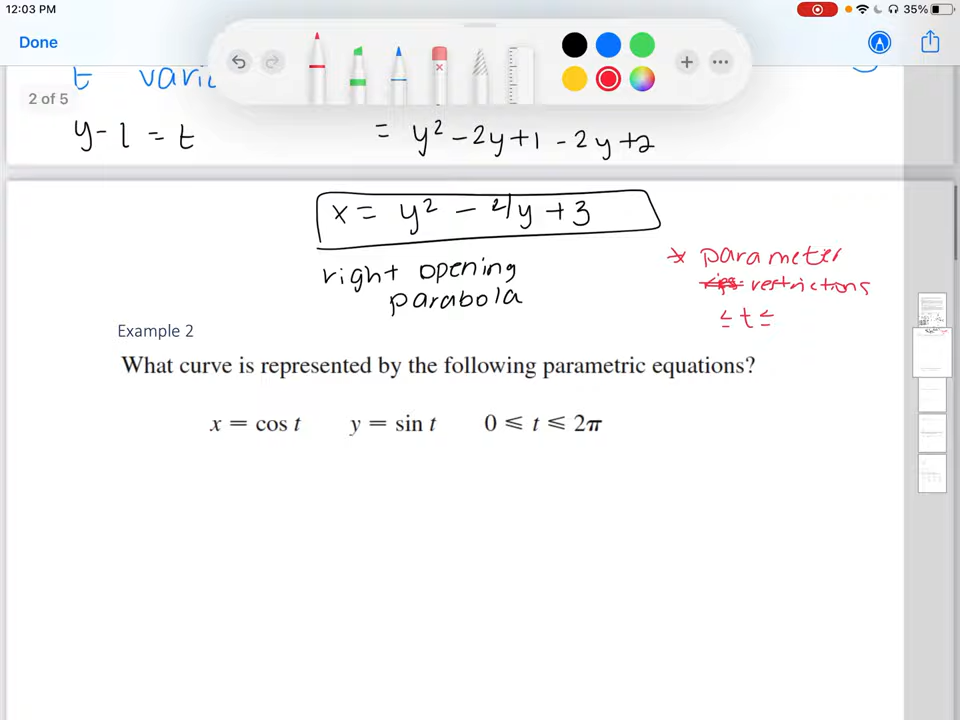 12:03 PM
35%
Done
t
2 of 5
y - 1 = t
= y² - 2y + 1 - 2y + 2
x = y² - 4y + 3
right opening
parabola
* parameter
restrictions
≤ t ≤
Example 2
What curve is represented by the following parametric equations?
x = cos t y = sin t 0 ⩽ t ⩽ 2π